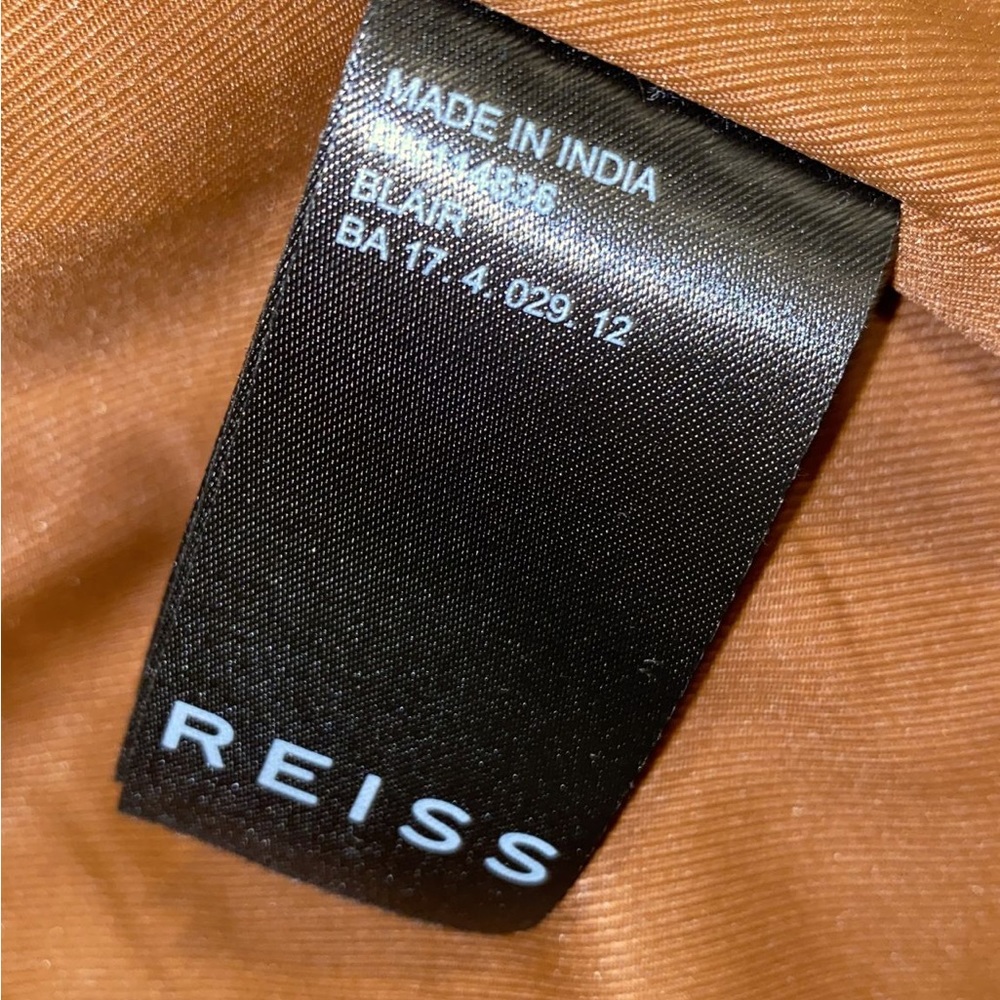 MADE IN INDIA
BLAIR
BA 17. 4. 029. 12
REISS